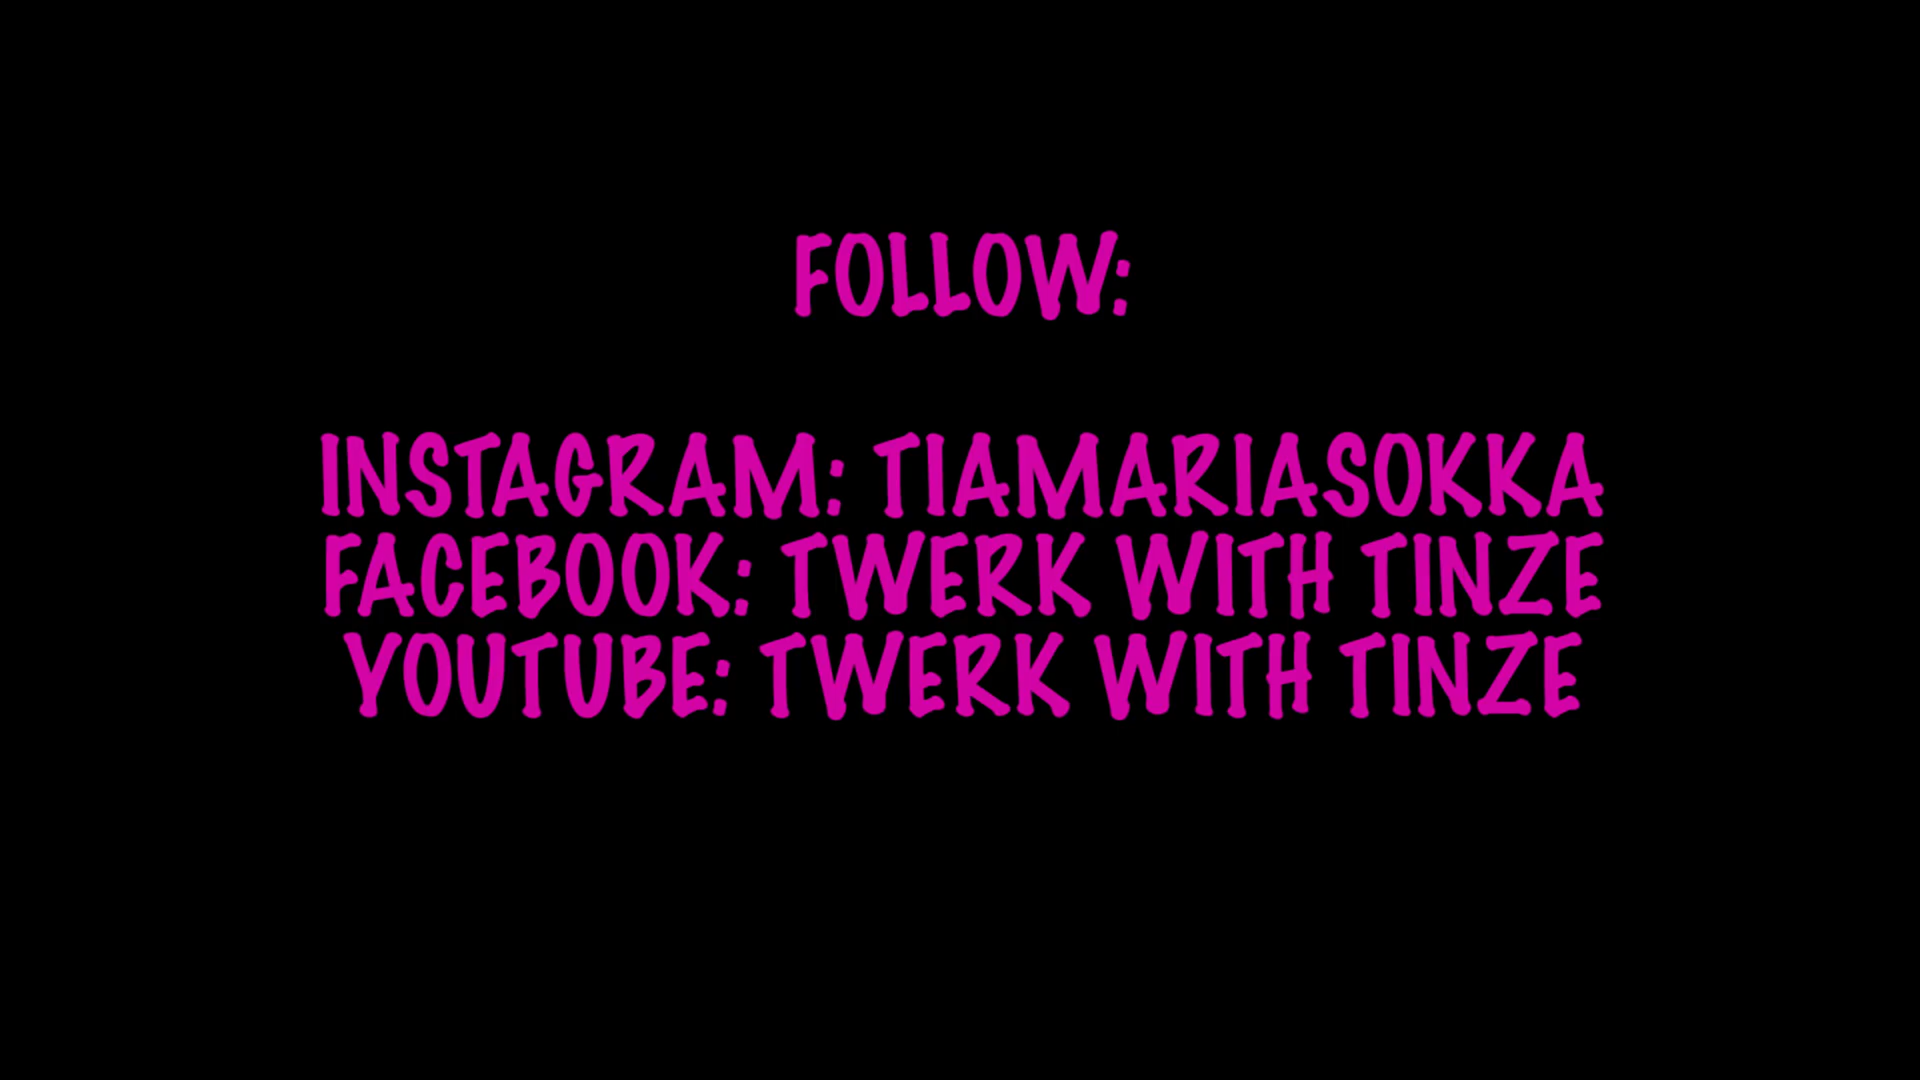 FOLLOW:
INSTAGRAM: TIAMARIASOKKA
FACEBOOK: TWERK WITH TINZE
YOUTUBE: TWERK WITH TINZE